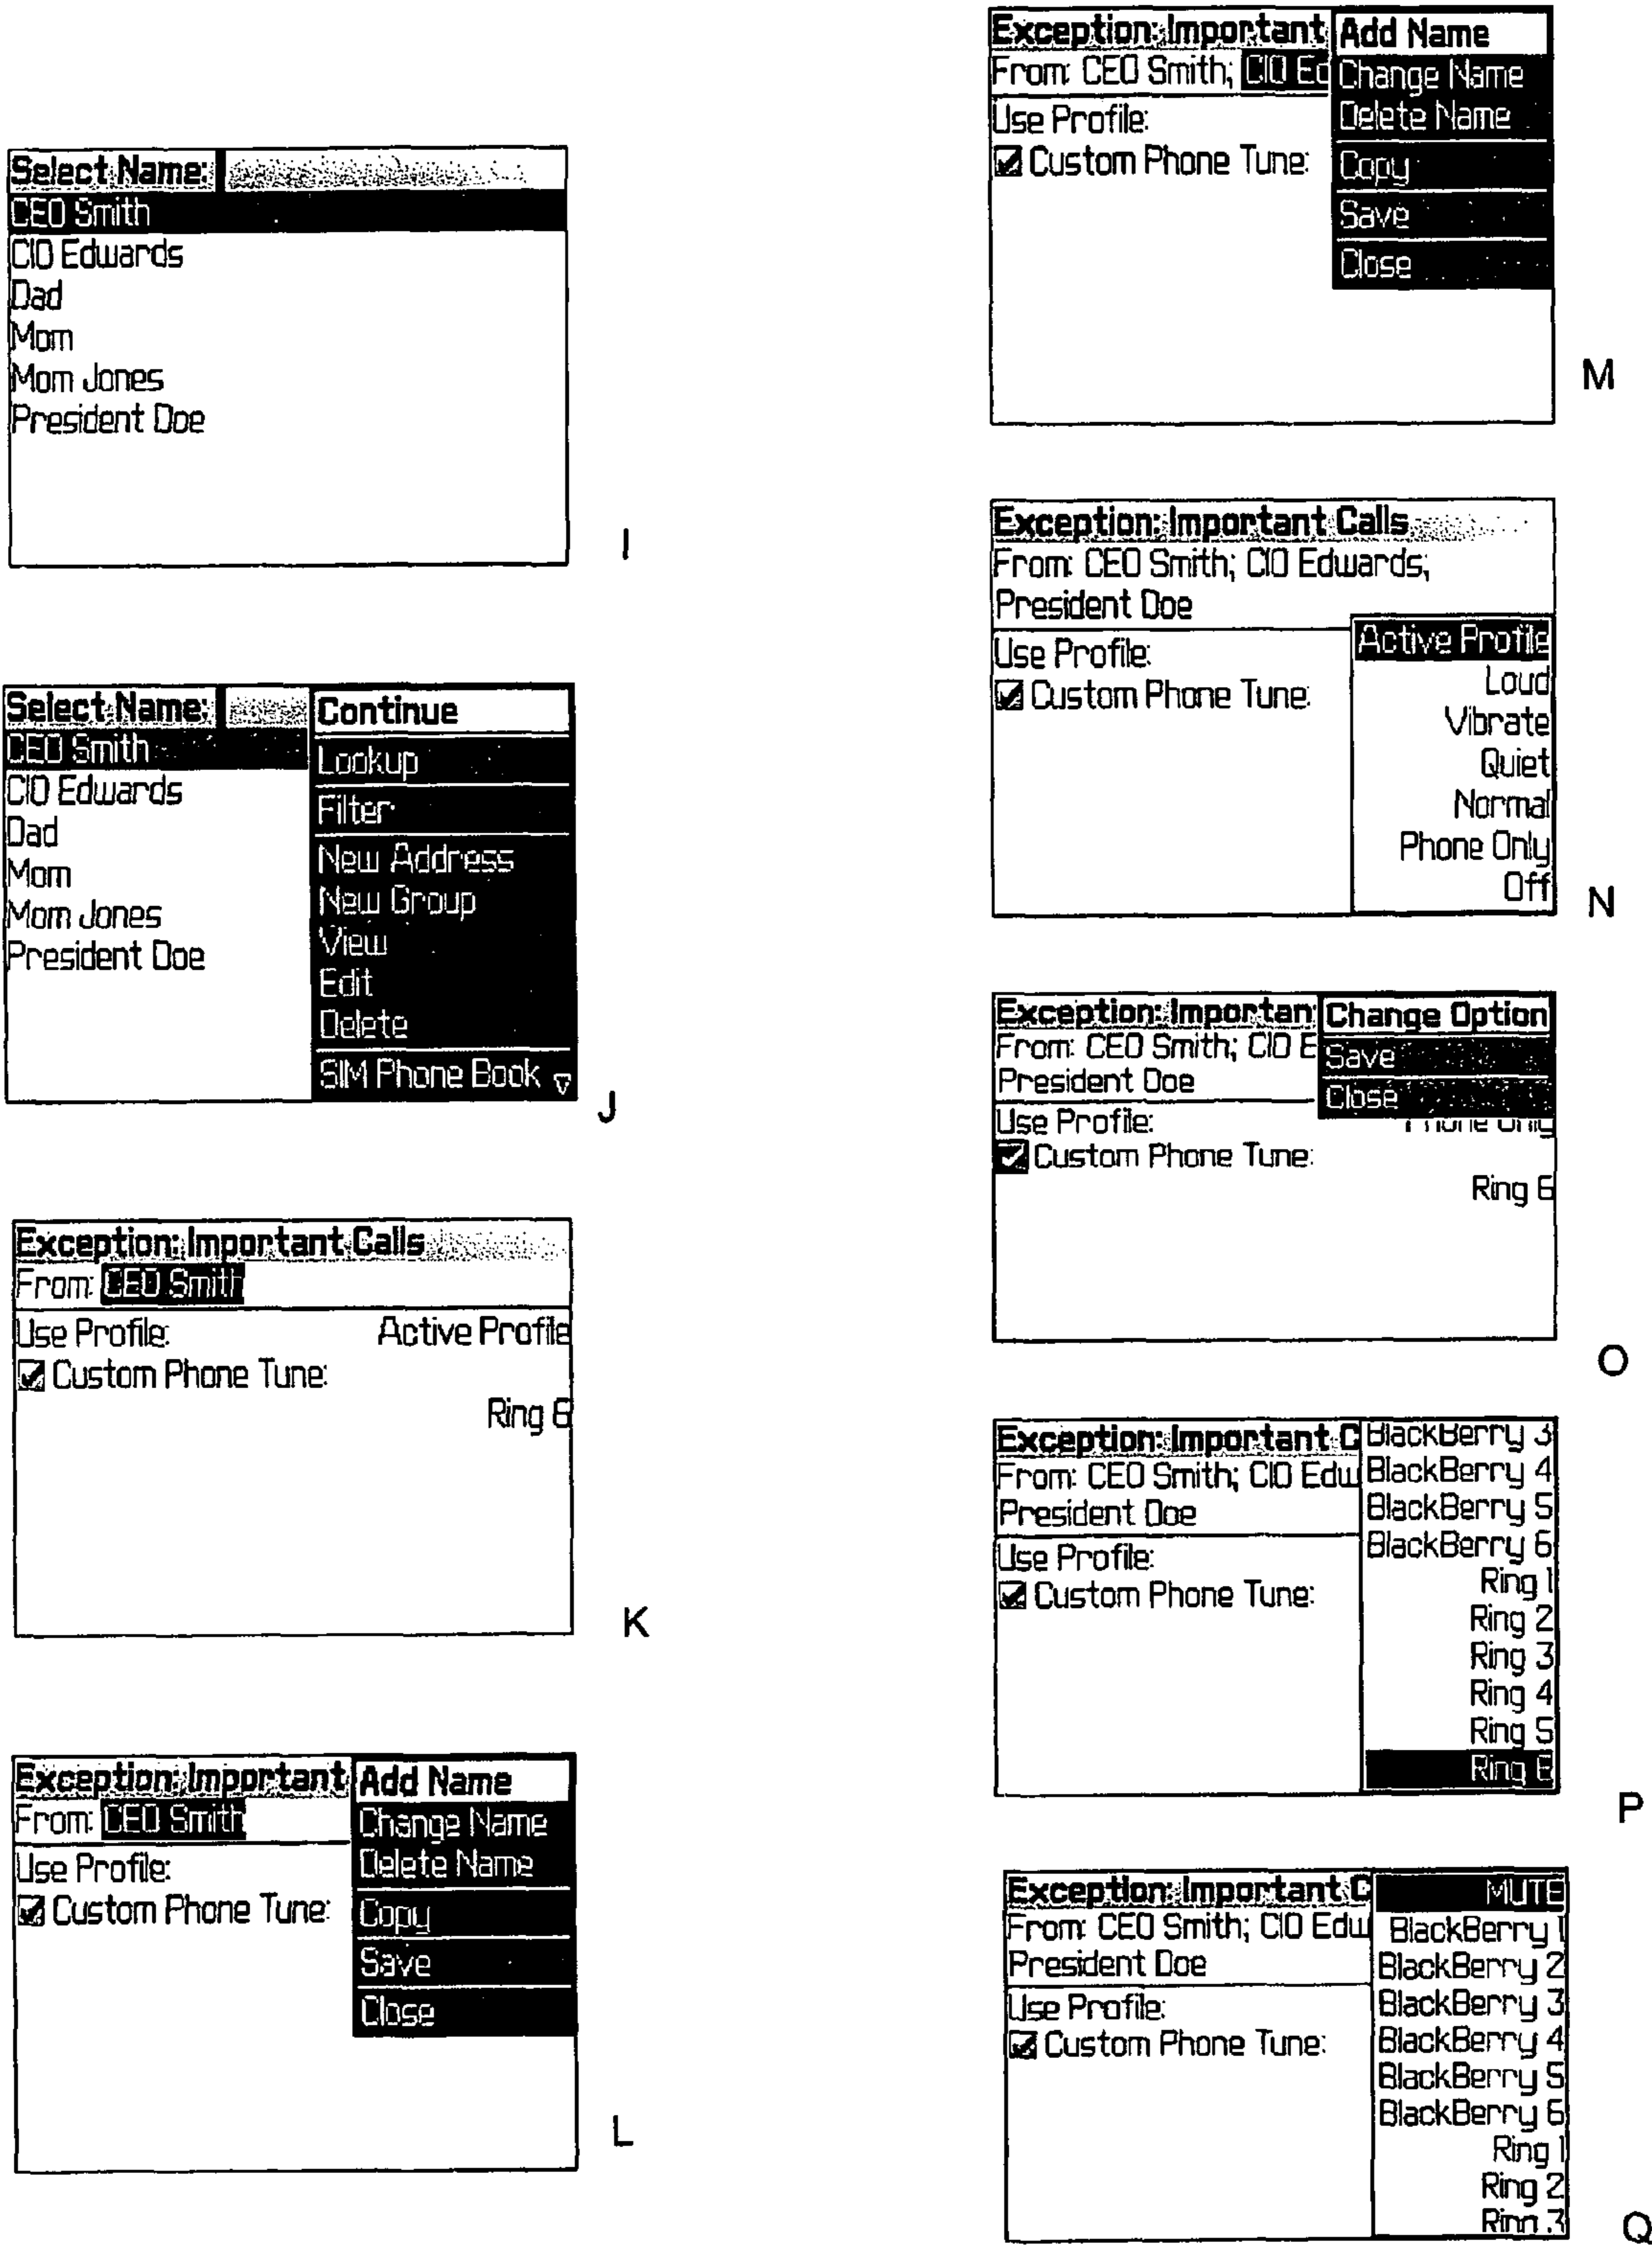 Select Name:
CEO Smith
CIO Edwards
Dad
Mom
Mom Jones
President Doe
I
Select Name:
Continue
CEO Smith
Lookup
CIO Edwards
Filter
Dad
New Address
Mom
New Group
Mom Jones
View
President Doe
Edit
Delete
SIM Phone Book
J
Exception: Important Calls
From: CEO Smith
Use Profile: Active Profile
Custom Phone Tune:
Ring 6
K
Exception: Important
Add Name
From: CEO Smith
Change Name
Delete Name
Use Profile:
Custom Phone Tune:
Copy
Save
Close
L
Exception: Important
Add Name
From: CEO Smith; CIO Ed
Change Name
Delete Name
Use Profile:
Custom Phone Tune:
Copy
Save
Close
M
Exception: Important Calls
From: CEO Smith; CIO Edwards;
President Doe
Use Profile:
Active Profile
Custom Phone Tune:
Loud
Vibrate
Quiet
Normal
Phone Only
Off
N
Exception: Importan
Change Option
From: CEO Smith; CIO E
Save
President Doe
Close
Use Profile: Phone Only
Custom Phone Tune:
Ring 6
O
Exception: Important C
BlackBerry 3
From: CEO Smith; CIO Edw
BlackBerry 4
President Doe
BlackBerry 5
BlackBerry 6
Use Profile:
Ring 1
Custom Phone Tune:
Ring 2
Ring 3
Ring 4
Ring 5
Ring 6
P
Exception: Important C
MUTE
From: CEO Smith; CIO Edw
BlackBerry 1
President Doe
BlackBerry 2
Use Profile:
BlackBerry 3
Custom Phone Tune:
BlackBerry 4
BlackBerry 5
BlackBerry 6
Ring 1
Ring 2
Ring 3
Q